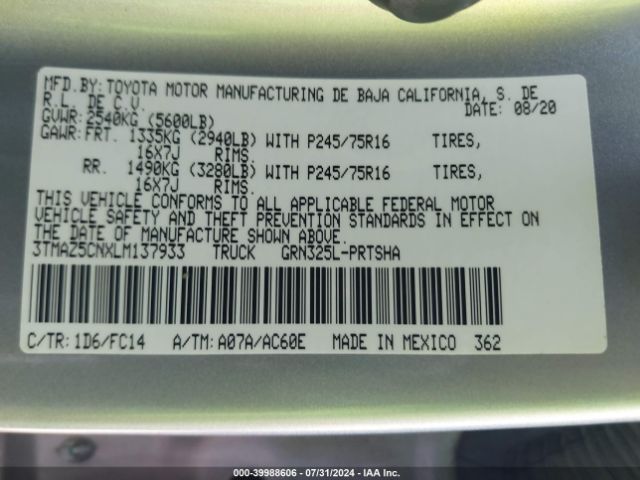 MFD.BY: TOYOTA MOTOR MANUFACTURING DE BAJA CALIFORNIA, S. DE
R.L. DE C.V. DATE: 08/20
GVWR: 2540KG (5600LB)
GAWR: FRT. 1335KG (2940LB) WITH P245/75R16 TIRES,
16X7J RIMS.
RR. 1490KG (3280LB) WITH P245/75R16 TIRES,
16X7J RIMS.
THIS VEHICLE CONFORMS TO ALL APPLICABLE FEDERAL MOTOR
VEHICLE SAFETY AND THEFT PREVENTION STANDARDS IN EFFECT ON
THE DATE OF MANUFACTURE SHOWN ABOVE.
3TMAZ5CNXLM137933 TRUCK GRN325L-PRTSHA
C/TR: 1D6/FC14 A/TM: A07A/AC60E MADE IN MEXICO 362
000-39988606 - 07/31/2024 - IAA Inc.